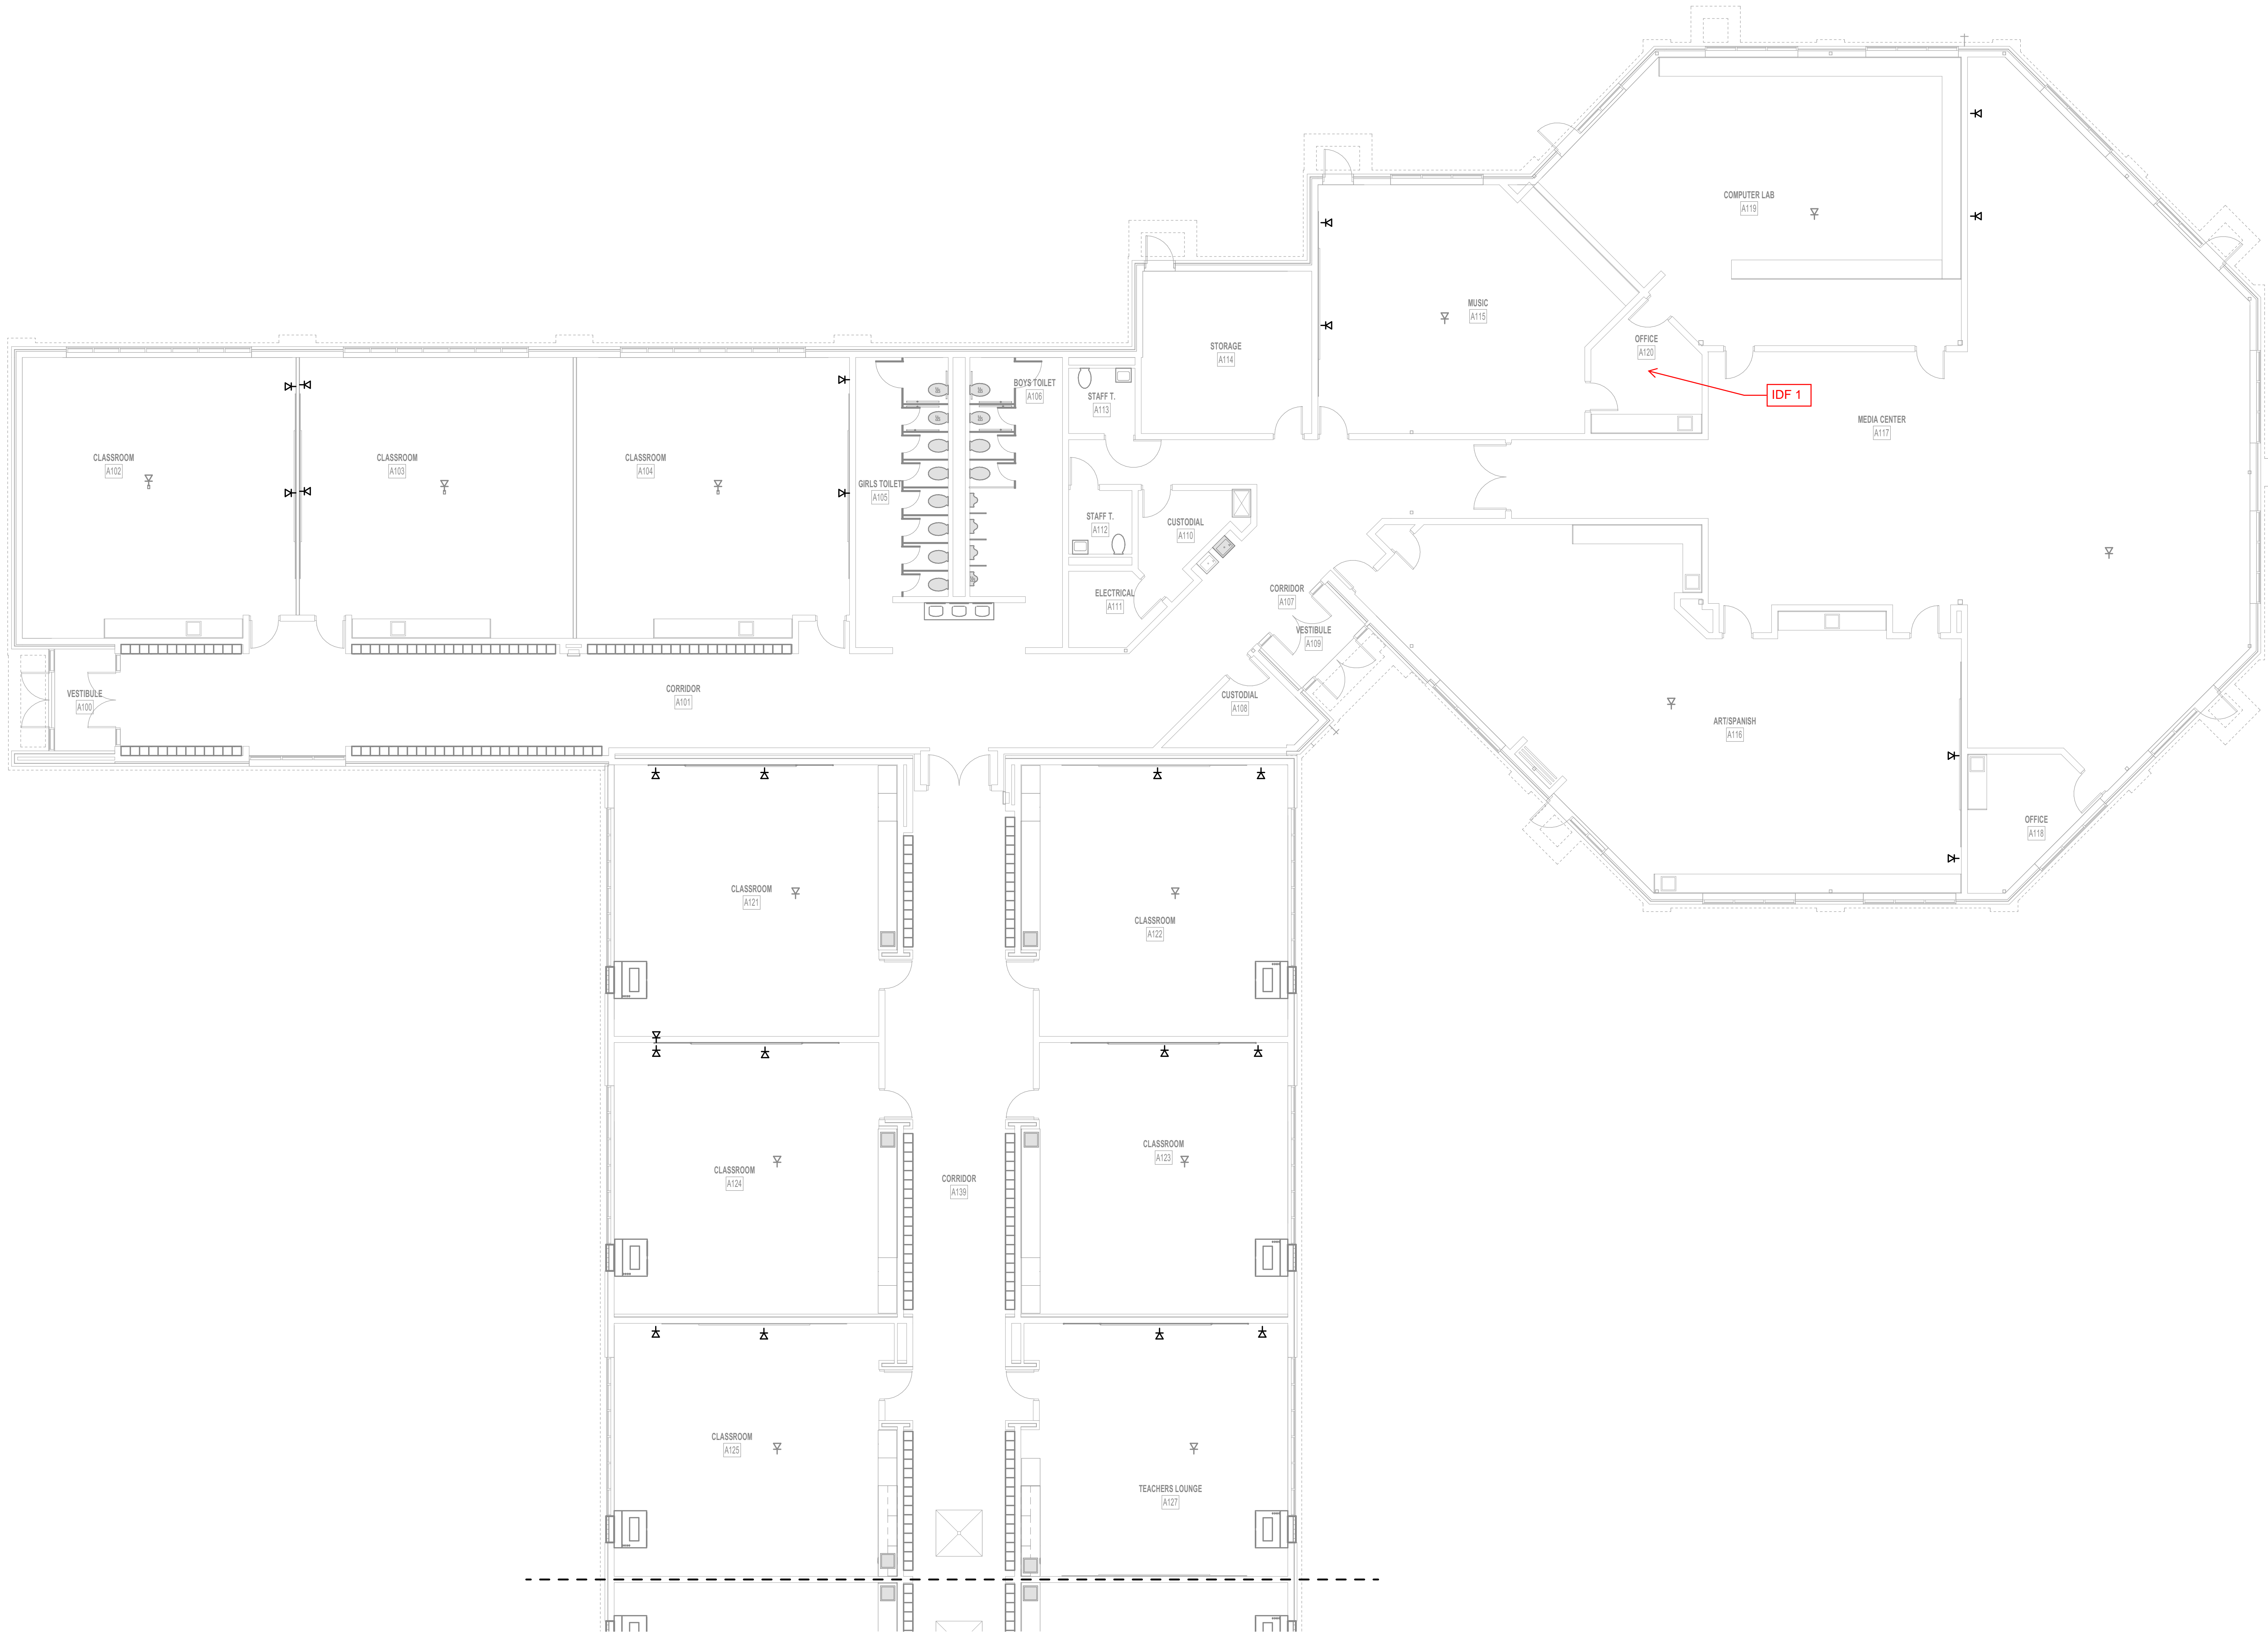 COMPUTER LAB
A119
MUSIC
A115
OFFICE
A120
IDF 1
STORAGE
A114
BOYS TOILET
A106
STAFF T.
A113
MEDIA CENTER
A117
CLASSROOM
A102
CLASSROOM
A103
CLASSROOM
A104
GIRLS TOILET
A105
STAFF T.
A112
CUSTODIAL
A110
ELECTRICAL
A111
CORRIDOR
A107
VESTIBULE
A109
VESTIBULE
A100
CORRIDOR
A101
CUSTODIAL
A108
ART/SPANISH
A116
OFFICE
A118
CLASSROOM
A121
CLASSROOM
A122
CLASSROOM
A124
CLASSROOM
A123
CORRIDOR
A139
CLASSROOM
A125
TEACHERS LOUNGE
A127